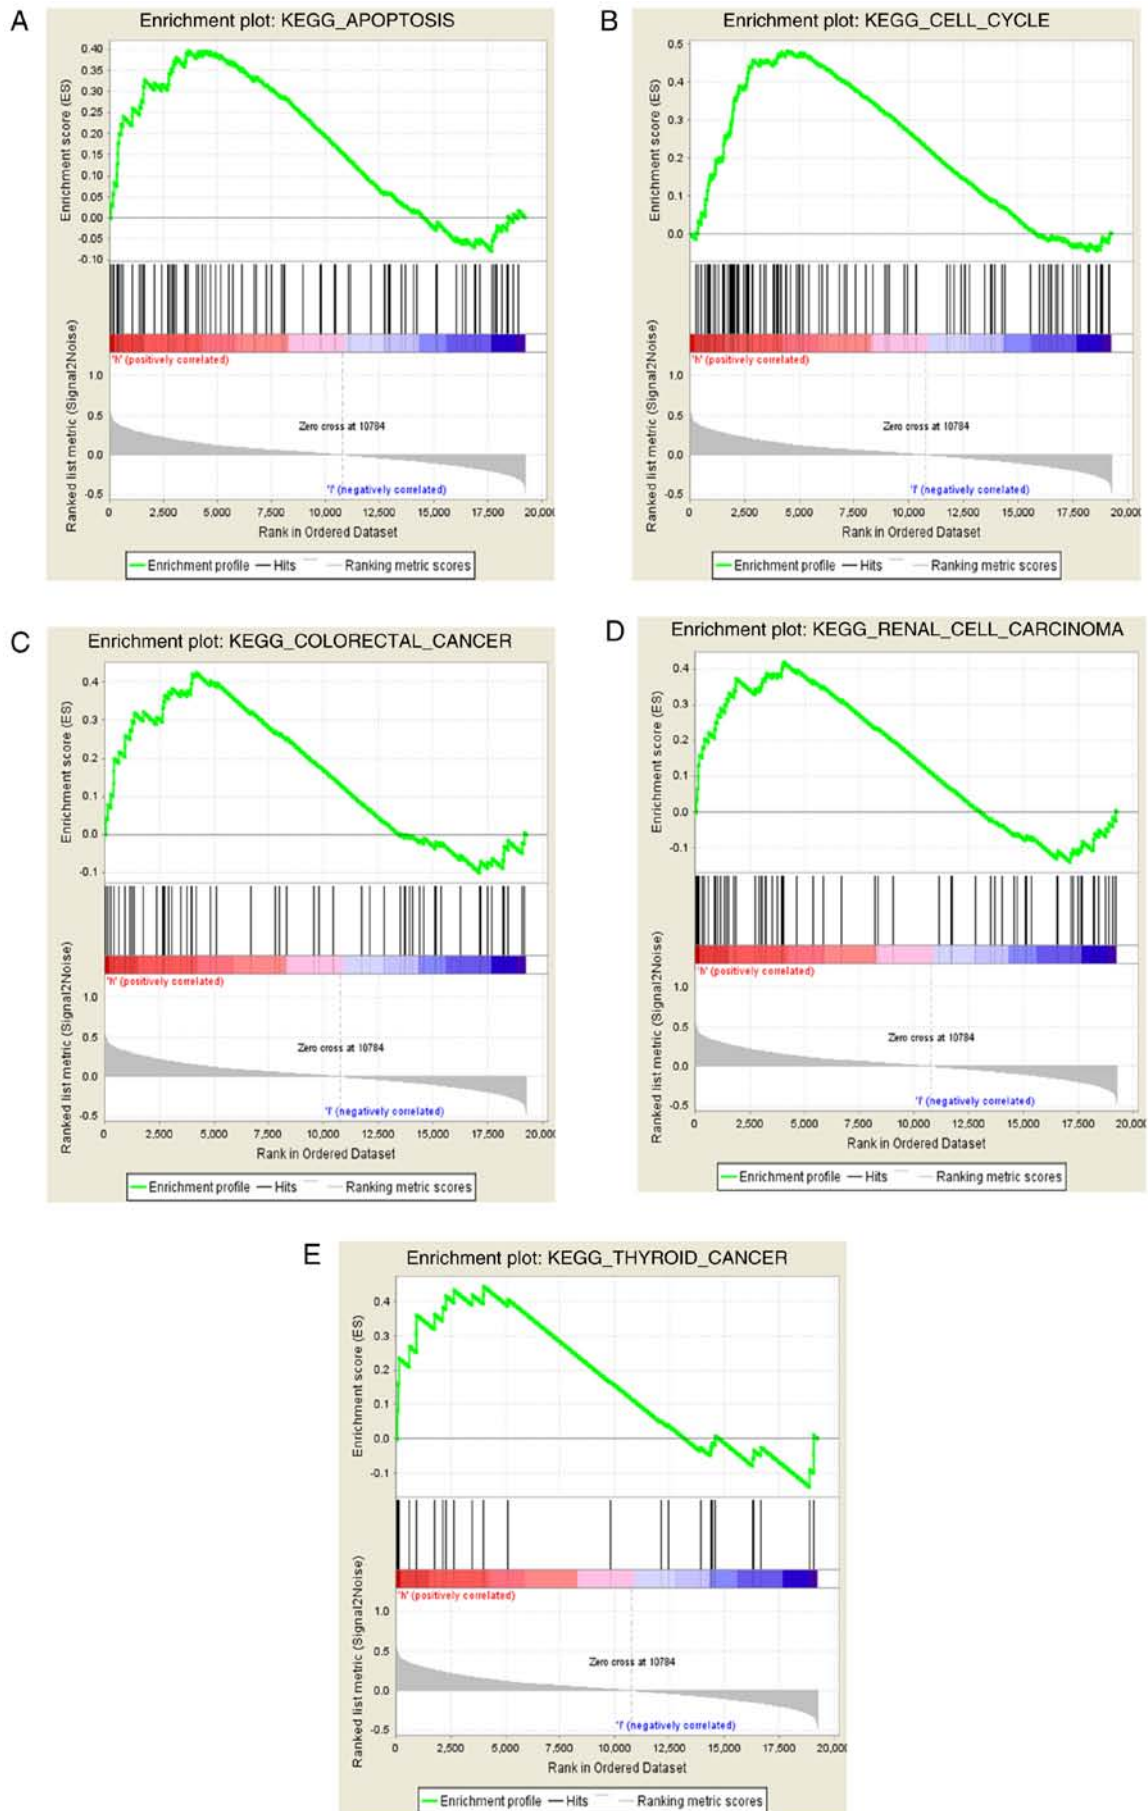 A
Enrichment plot: KEGG_APOPTOSIS
Enrichment score (ES)
0.40
0.35
0.30
0.25
0.20
0.15
0.10
0.05
0.00
-0.05
-0.10
'h' (positively correlated)
Ranked list metric (Signal2Noise)
1.0
0.5
0.0
-0.5
Zero cross at 10784
'l' (negatively correlated)
0 2,500 5,000 7,500 10,000 12,500 15,000 17,500 20,000
Rank in Ordered Dataset
Enrichment profile Hits Ranking metric scores
B
Enrichment plot: KEGG_CELL_CYCLE
Enrichment score (ES)
0.5
0.4
0.3
0.2
0.1
0.0
'h' (positively correlated)
Ranked list metric (Signal2Noise)
1.0
0.5
0.0
-0.5
Zero cross at 10784
'l' (negatively correlated)
0 2,500 5,000 7,500 10,000 12,500 15,000 17,500 20,000
Rank in Ordered Dataset
Enrichment profile Hits Ranking metric scores
C
Enrichment plot: KEGG_COLORECTAL_CANCER
Enrichment score (ES)
0.4
0.3
0.2
0.1
0.0
-0.1
'h' (positively correlated)
Ranked list metric (Signal2Noise)
1.0
0.5
0.0
-0.5
Zero cross at 10784
'l' (negatively correlated)
0 2,500 5,000 7,500 10,000 12,500 15,000 17,500 20,000
Rank in Ordered Dataset
Enrichment profile Hits Ranking metric scores
D
Enrichment plot: KEGG_RENAL_CELL_CARCINOMA
Enrichment score (ES)
0.4
0.3
0.2
0.1
0.0
-0.1
'h' (positively correlated)
Ranked list metric (Signal2Noise)
1.0
0.5
0.0
-0.5
Zero cross at 10784
'l' (negatively correlated)
0 2,500 5,000 7,500 10,000 12,500 15,000 17,500 20,000
Rank in Ordered Dataset
Enrichment profile Hits Ranking metric scores
E
Enrichment plot: KEGG_THYROID_CANCER
Enrichment score (ES)
0.4
0.3
0.2
0.1
0.0
-0.1
'h' (positively correlated)
Ranked list metric (Signal2Noise)
1.0
0.5
0.0
-0.5
Zero cross at 10784
'l' (negatively correlated)
0 2,500 5,000 7,500 10,000 12,500 15,000 17,500 20,000
Rank in Ordered Dataset
Enrichment profile Hits Ranking metric scores